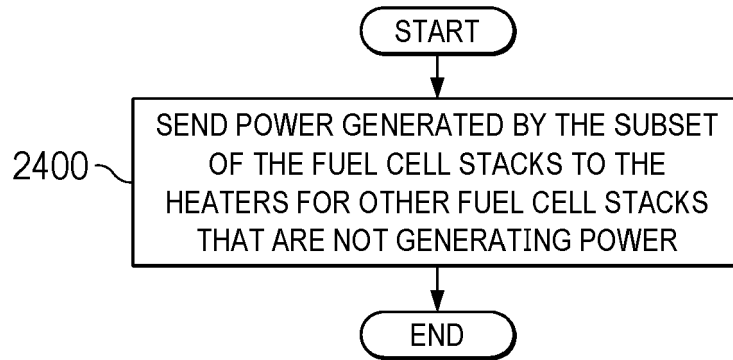 START
SEND POWER GENERATED BY THE SUBSET
2400
OF THE FUEL CELL STACKS TO THE
HEATERS FOR OTHER FUEL CELL STACKS
THAT ARE NOT GENERATING POWER
END